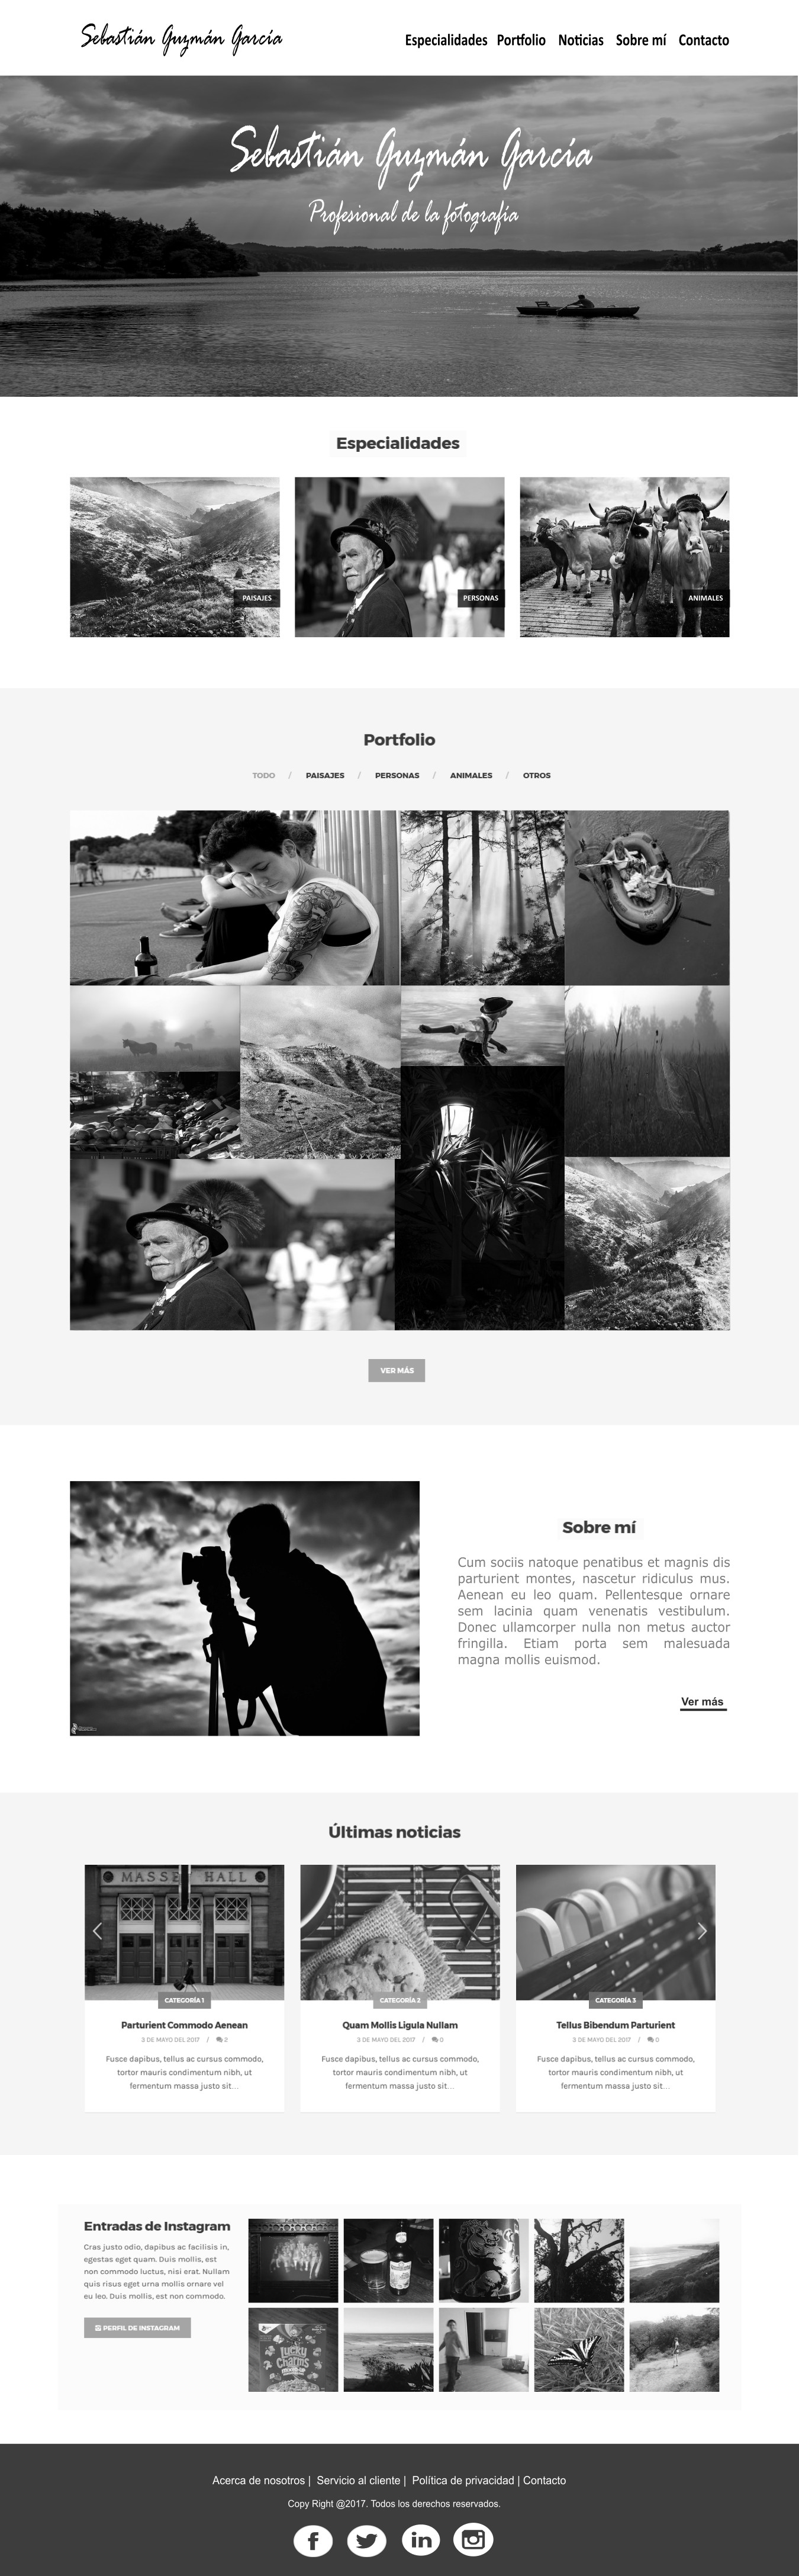 Sebastián Guzmán García
Especialidades Portfolio Noticias Sobre mí Contacto
Sebastián Guzmán García
Profesional de la fotografía
Especialidades
PAISAJES
PERSONAS
ANIMALES
Portfolio
TODO / PAISAJES / PERSONAS / ANIMALES / OTROS
VER MÁS
Sobre mí
Cum sociis natoque penatibus et magnis dis
parturient montes, nascetur ridiculus mus.
Aenean eu leo quam. Pellentesque ornare
sem lacinia quam venenatis vestibulum.
Donec ullamcorper nulla non metus auctor
fringilla. Etiam porta sem malesuada
magna mollis euismod.
Ver más
Últimas noticias
MASSE HALL
CATEGORÍA 1
Parturient Commodo Aenean
3 DE MAYO DEL 2017 / 2
Fusce dapibus, tellus ac cursus commodo,
tortor mauris condimentum nibh, ut
fermentum massa justo sit...
CATEGORÍA 2
Quam Mollis Ligula Nullam
3 DE MAYO DEL 2017 / 0
Fusce dapibus, tellus ac cursus commodo,
tortor mauris condimentum nibh, ut
fermentum massa justo sit...
CATEGORÍA 3
Tellus Bibendum Parturient
3 DE MAYO DEL 2017 / 0
Fusce dapibus, tellus ac cursus commodo,
tortor mauris condimentum nibh, ut
fermentum massa justo sit...
Entradas de Instagram
Cras justo odio, dapibus ac facilisis in,
egestas eget quam. Duis mollis, est
non commodo luctus, nisi erat. Nullam
quis risus eget urna mollis ornare vel
eu leo. Duis mollis, est non commodo.
PERFIL DE INSTAGRAM
LUCKY
CHARMS
Acerca de nosotros | Servicio al cliente | Política de privacidad | Contacto
Copy Right @2017. Todos los derechos reservados.
f
in